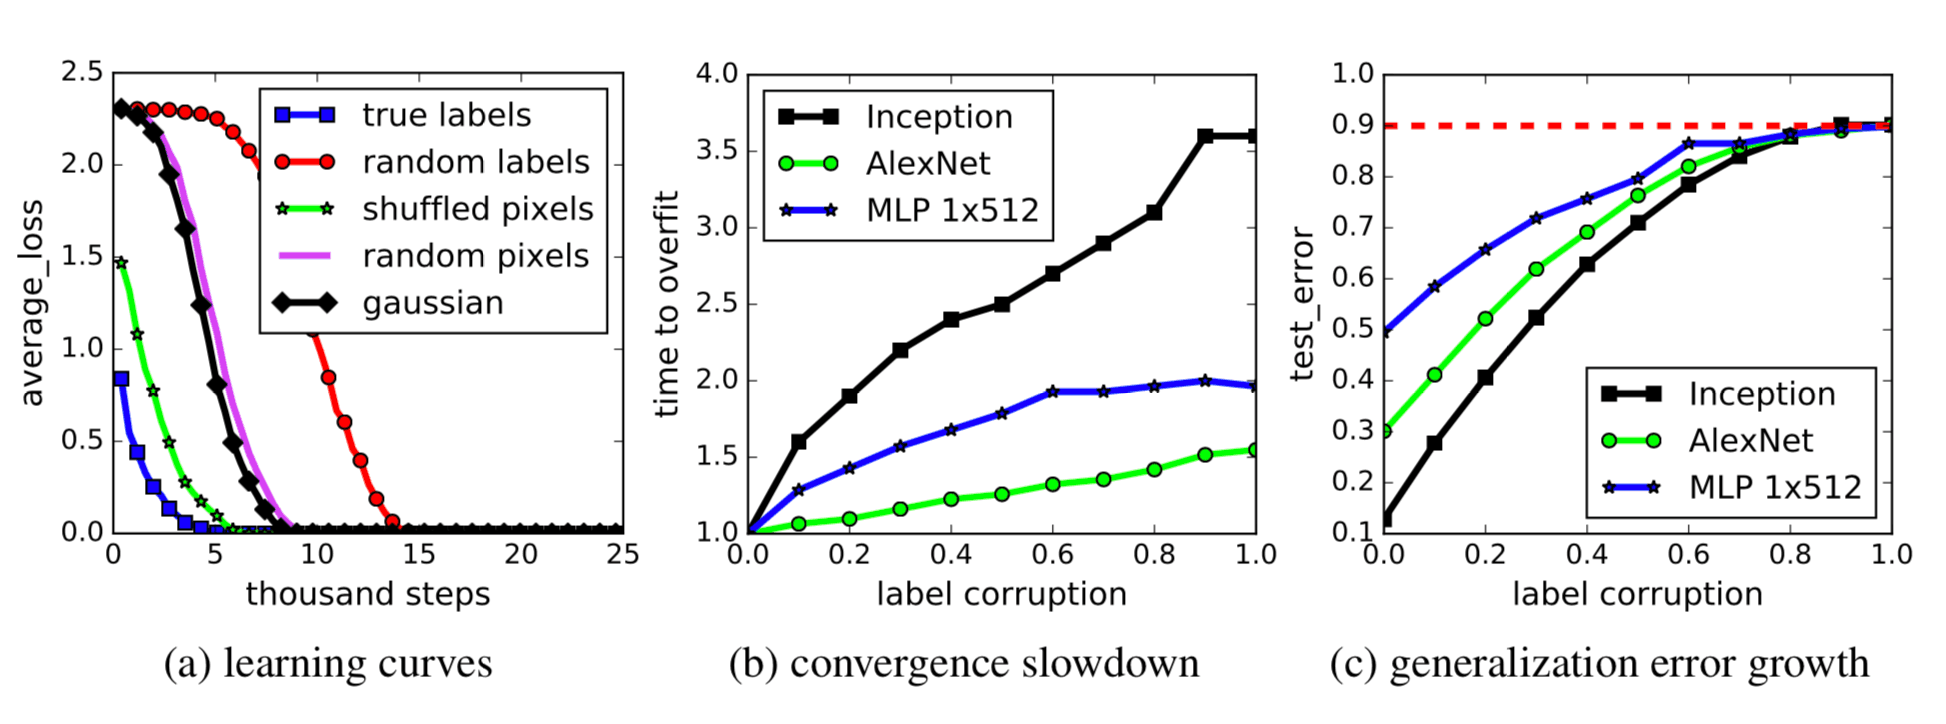 2.5
2.0
1.5
1.0
0.5
0.0
average_loss
true labels
random labels
shuffled pixels
random pixels
gaussian
0 5 10 15 20 25
thousand steps
(a) learning curves
4.0
3.5
3.0
2.5
2.0
1.5
1.0
time to overfit
Inception
AlexNet
MLP 1x512
0.0 0.2 0.4 0.6 0.8 1.0
label corruption
(b) convergence slowdown
1.0
0.9
0.8
0.7
0.6
0.5
0.4
0.3
0.2
0.1
test_error
Inception
AlexNet
MLP 1x512
0.0 0.2 0.4 0.6 0.8 1.0
label corruption
(c) generalization error growth